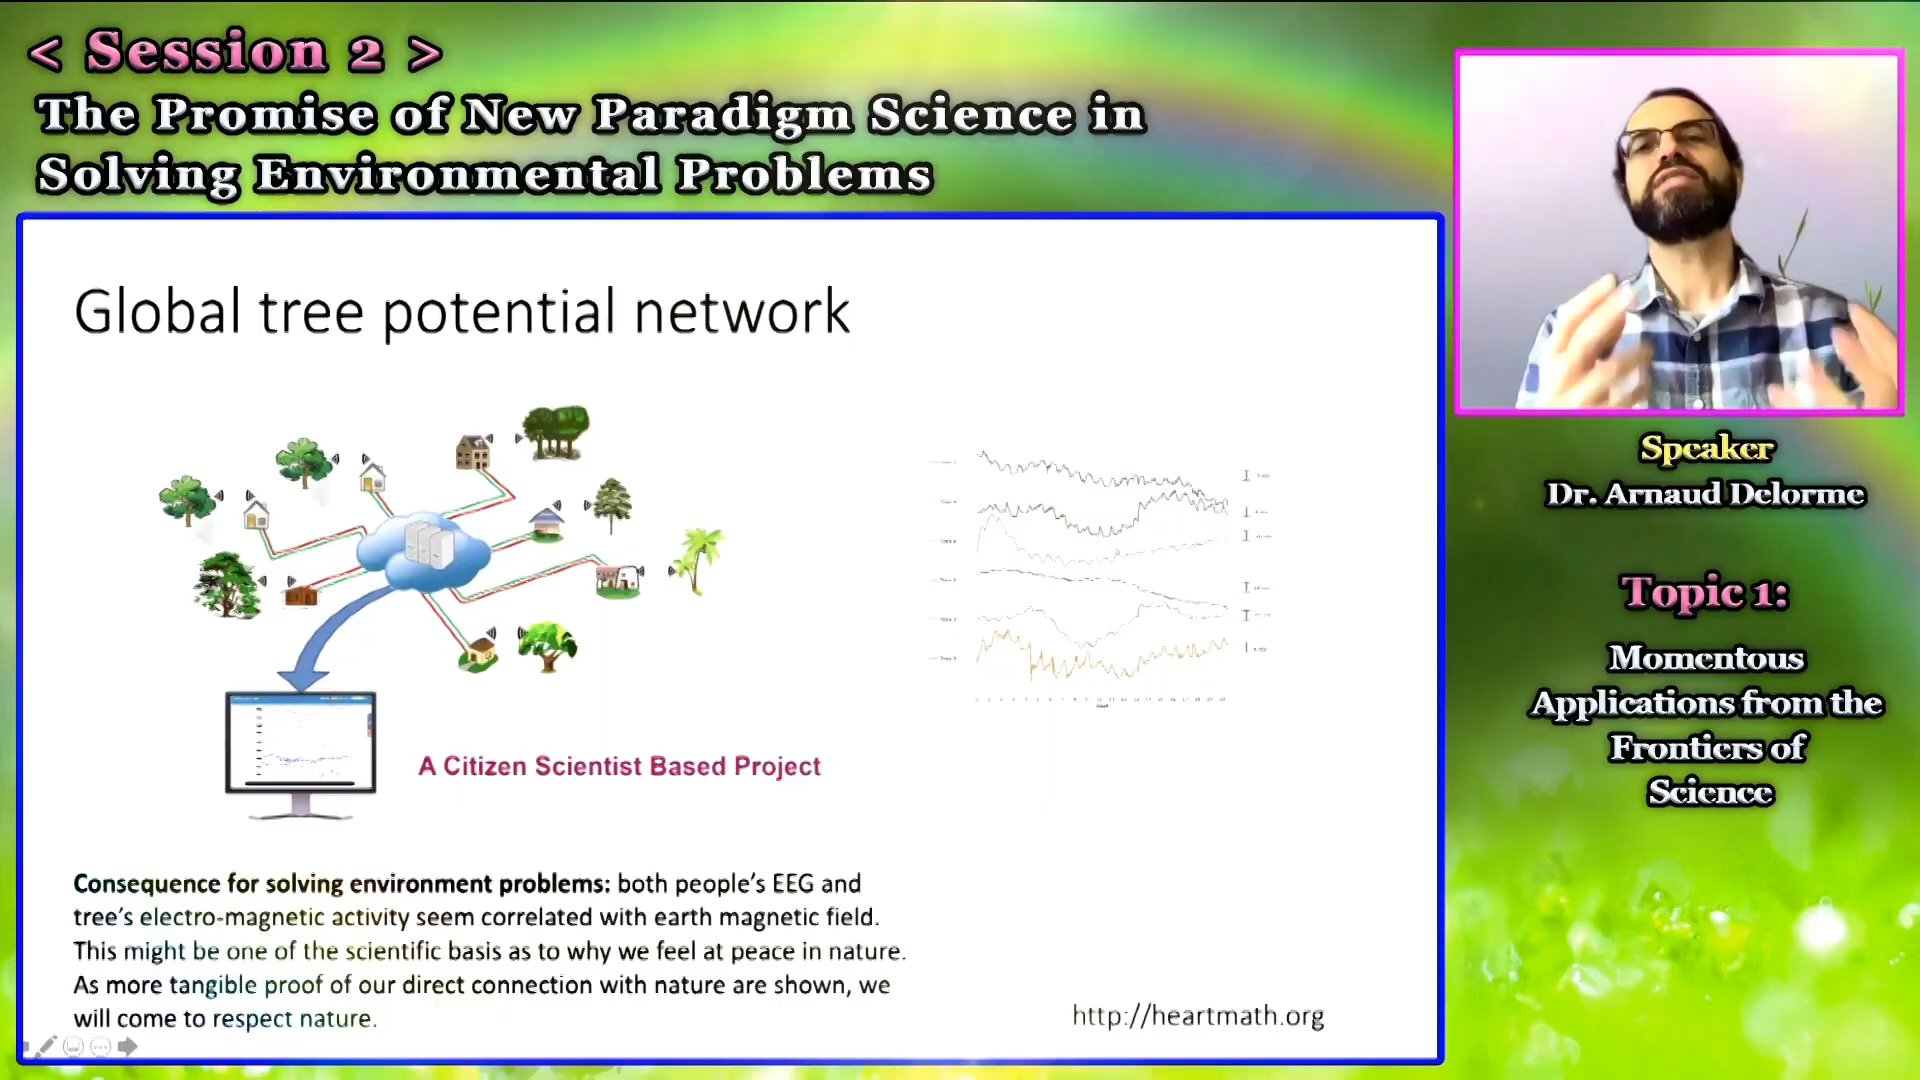 < Session 2 >
The Promise of New Paradigm Science in
Solving Environmental Problems
Global tree potential network
A Citizen Scientist Based Project
Consequence for solving environment problems: both people's EEG and
tree's electro-magnetic activity seem correlated with earth magnetic field.
This might be one of the scientific basis as to why we feel at peace in nature.
As more tangible proof of our direct connection with nature are shown, we
will come to respect nature.
http://heartmath.org
Speaker
Dr. Arnaud Delorme
Topic 1:
Momentous
Applications from the
Frontiers of
Science